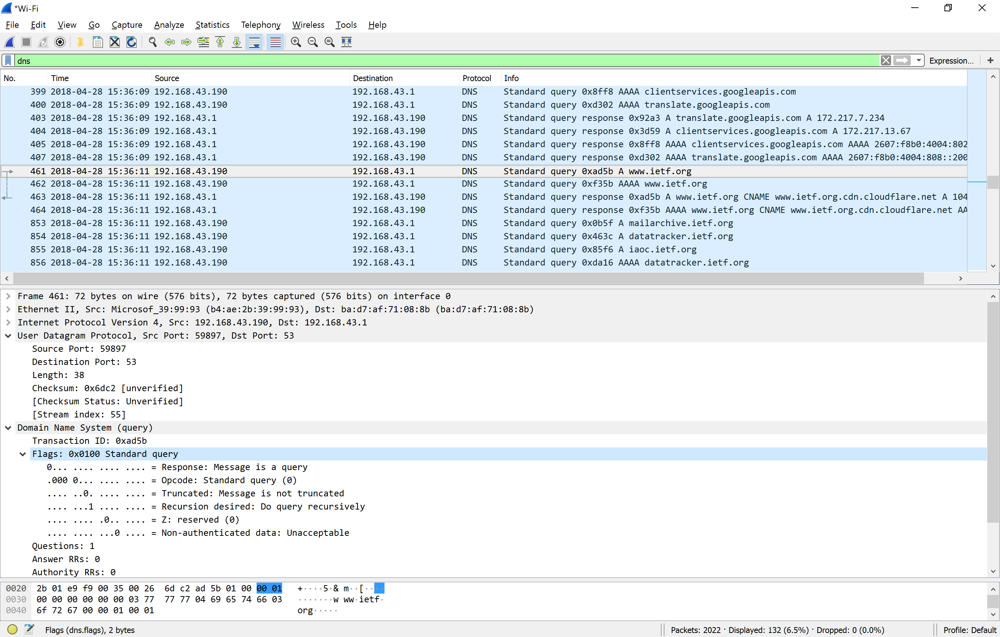 *Wi-Fi
File Edit View Go Capture Analyze Statistics Telephony Wireless Tools Help
dns Expression... +
No. Time Source Destination Protocol Info
399 2018-04-28 15:36:09 192.168.43.190 192.168.43.1 DNS Standard query 0x8ff8 AAAA clientservices.googleapis.com
400 2018-04-28 15:36:09 192.168.43.190 192.168.43.1 DNS Standard query 0xd302 AAAA translate.googleapis.com
403 2018-04-28 15:36:09 192.168.43.1 192.168.43.190 DNS Standard query response 0x92a3 A translate.googleapis.com A 172.217.7.234
404 2018-04-28 15:36:09 192.168.43.1 192.168.43.190 DNS Standard query response 0x3d59 A clientservices.googleapis.com A 172.217.13.67
405 2018-04-28 15:36:09 192.168.43.1 192.168.43.190 DNS Standard query response 0x8ff8 AAAA clientservices.googleapis.com AAAA 2607:f8b0:4004:802
407 2018-04-28 15:36:09 192.168.43.1 192.168.43.190 DNS Standard query response 0xd302 AAAA translate.googleapis.com AAAA 2607:f8b0:4004:808::200
461 2018-04-28 15:36:11 192.168.43.190 192.168.43.1 DNS Standard query 0xad5b A www.ietf.org
462 2018-04-28 15:36:11 192.168.43.190 192.168.43.1 DNS Standard query 0xf35b AAAA www.ietf.org
463 2018-04-28 15:36:11 192.168.43.1 192.168.43.190 DNS Standard query response 0xad5b A www.ietf.org CNAME www.ietf.org.cdn.cloudflare.net A 104
464 2018-04-28 15:36:11 192.168.43.1 192.168.43.190 DNS Standard query response 0xf35b AAAA www.ietf.org CNAME www.ietf.org.cdn.cloudflare.net AA
853 2018-04-28 15:36:11 192.168.43.190 192.168.43.1 DNS Standard query 0x0b5f A mailarchive.ietf.org
854 2018-04-28 15:36:11 192.168.43.190 192.168.43.1 DNS Standard query 0x463c A datatracker.ietf.org
855 2018-04-28 15:36:11 192.168.43.190 192.168.43.1 DNS Standard query 0x85f6 A iaoc.ietf.org
856 2018-04-28 15:36:11 192.168.43.190 192.168.43.1 DNS Standard query 0xda16 AAAA datatracker.ietf.org
Frame 461: 72 bytes on wire (576 bits), 72 bytes captured (576 bits) on interface 0
Ethernet II, Src: Microsof_39:99:93 (b4:ae:2b:39:99:93), Dst: ba:d7:af:71:08:8b (ba:d7:af:71:08:8b)
Internet Protocol Version 4, Src: 192.168.43.190, Dst: 192.168.43.1
User Datagram Protocol, Src Port: 59897, Dst Port: 53
Source Port: 59897
Destination Port: 53
Length: 38
Checksum: 0x6dc2 [unverified]
[Checksum Status: Unverified]
[Stream index: 55]
Domain Name System (query)
Transaction ID: 0xad5b
Flags: 0x0100 Standard query
0... .... .... .... = Response: Message is a query
.000 0... .... .... = Opcode: Standard query (0)
.... ..0. .... .... = Truncated: Message is not truncated
.... ...1 .... .... = Recursion desired: Do query recursively
.... .... .0.. .... = Z: reserved (0)
.... .... ...0 .... = Non-authenticated data: Unacceptable
Questions: 1
Answer RRs: 0
Authority RRs: 0
0020 2b 01 e9 f9 00 35 00 26 6d c2 ad 5b 01 00 00 01 +····5·& m··[····
0030 00 00 00 00 00 00 03 77 77 77 04 69 65 74 66 03 ·······w ww·ietf·
0040 6f 72 67 00 00 01 00 01 org·····
Flags (dns.flags), 2 bytes Packets: 2022 · Displayed: 132 (6.5%) · Dropped: 0 (0.0%) Profile: Default